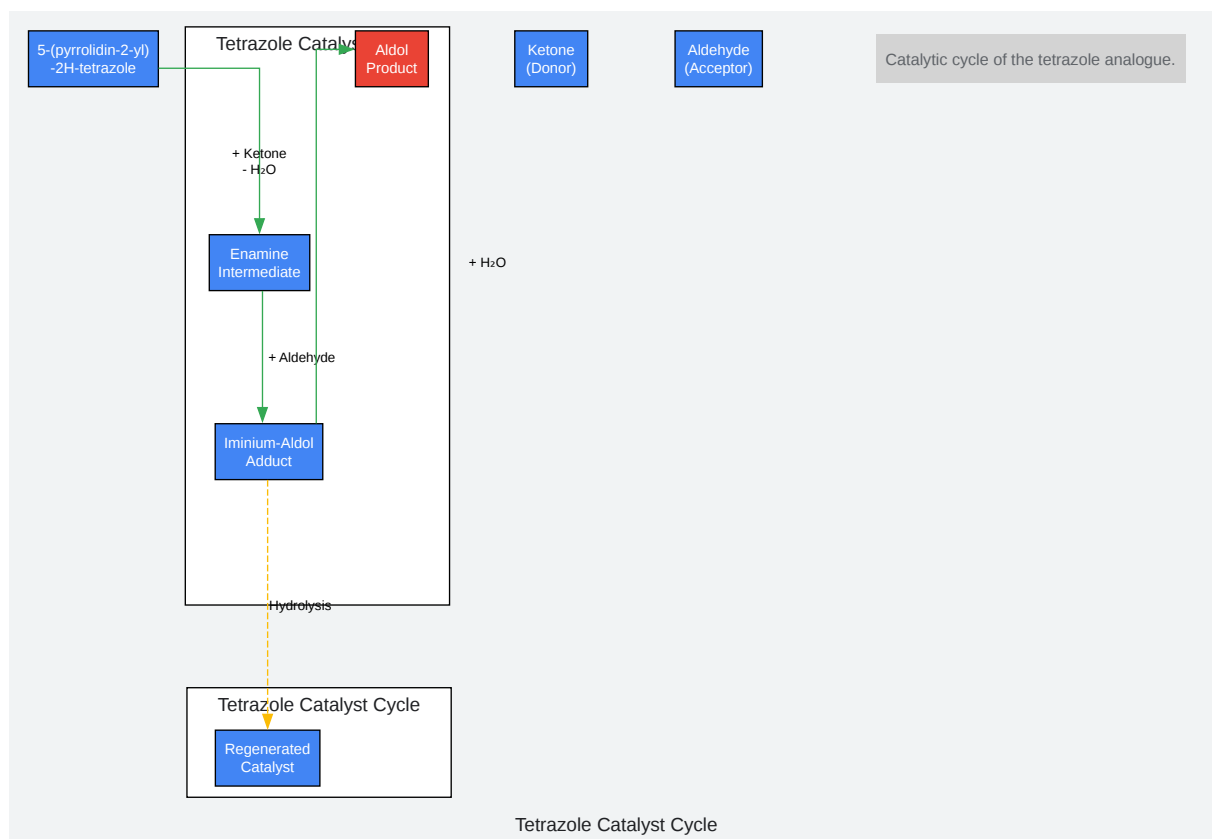 5-(pyrrolidin-2-yl)
-2H-tetrazole
Tetrazole Catalys
Aldol
Product
Ketone
(Donor)
Aldehyde
(Acceptor)
Catalytic cycle of the tetrazole analogue.
+ Ketone
- H₂O
Enamine
Intermediate
+ H₂O
+ Aldehyde
Iminium-Aldol
Adduct
Hydrolysis
Tetrazole Catalyst Cycle
Regenerated
Catalyst
Tetrazole Catalyst Cycle